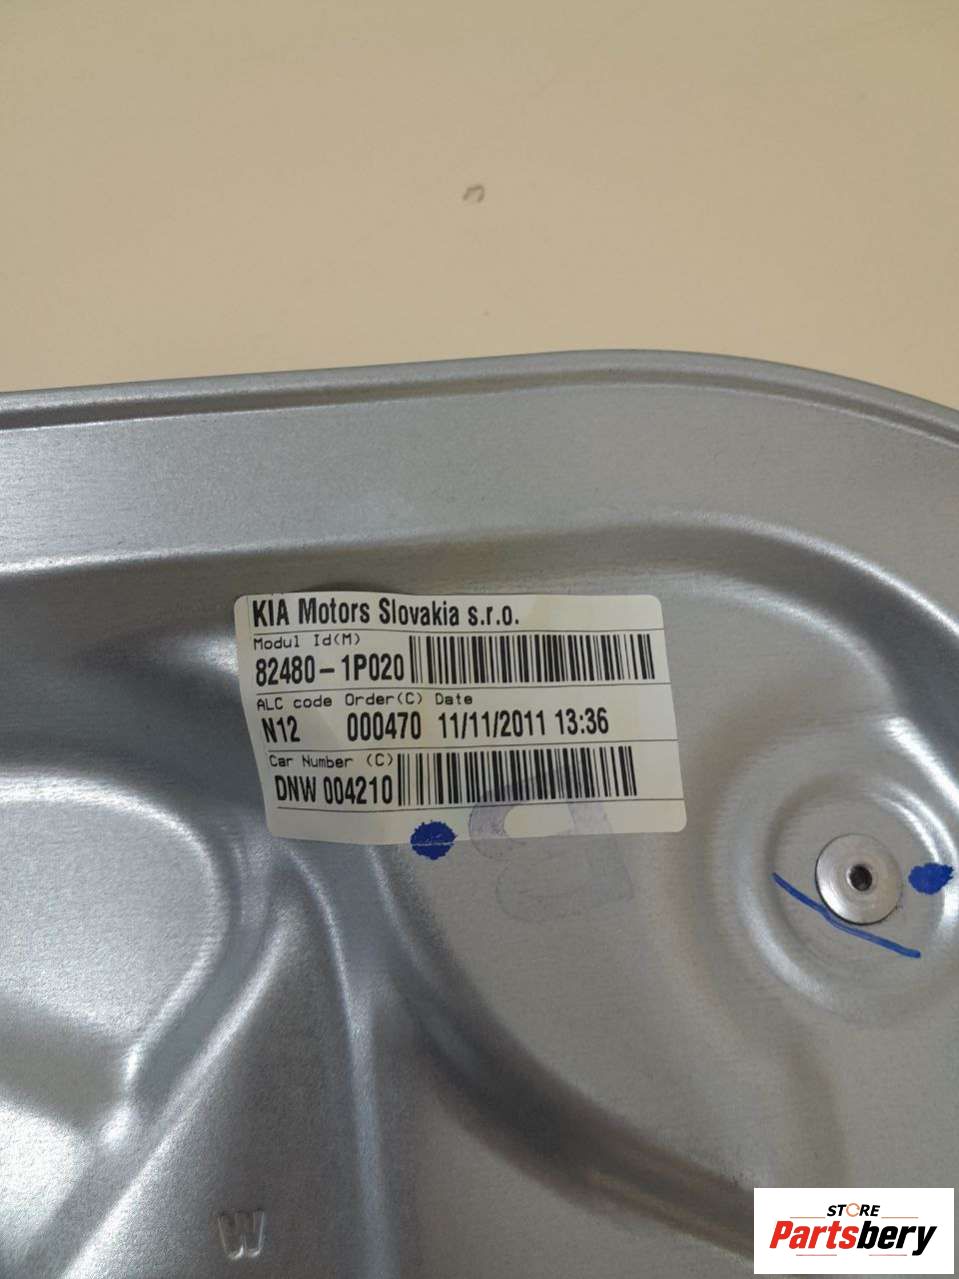 KIA Motors Slovakia s.r.o.
Modul Id(M)
82480-1P020
ALC code Order(C) Date
N12 000470 11/11/2011 13:36
Car Number (C)
DNW 004210
W
STORE
Partsbery